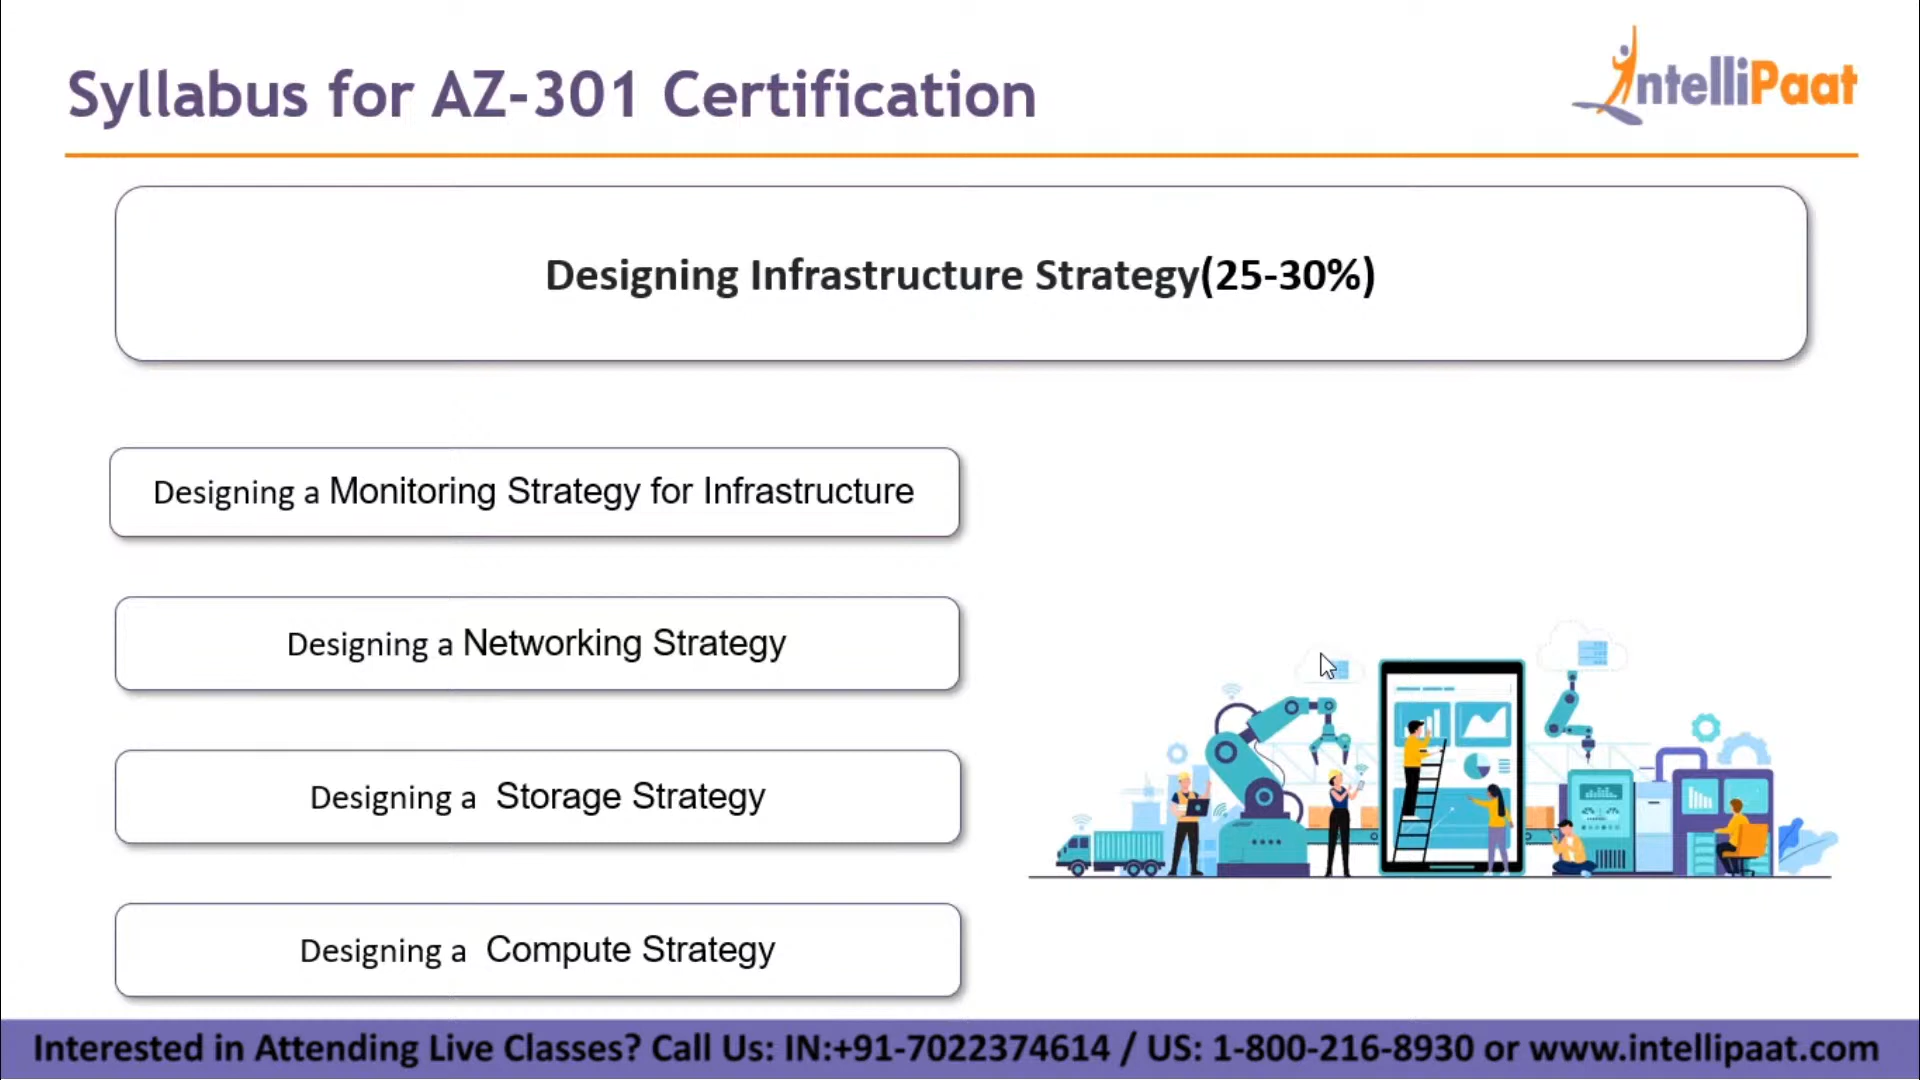 Syllabus for AZ-301 Certification
IntelliPaat
Designing Infrastructure Strategy(25-30%)
Designing a Monitoring Strategy for Infrastructure
Designing a Networking Strategy
Designing a Storage Strategy
Designing a Compute Strategy
Interested in Attending Live Classes? Call Us: IN:+91-7022374614 / US: 1-800-216-8930 or www.intellipaat.com